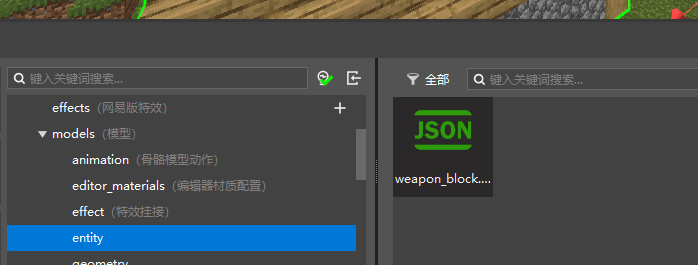 键入关键词搜索...
effects（网易版特效）
models（模型）
animation（骨骼模型动作）
editor_materials（编辑器材质配置）
effect（特效挂接）
entity
geometry
全部
键入关键词搜索...
JSON
weapon_block....